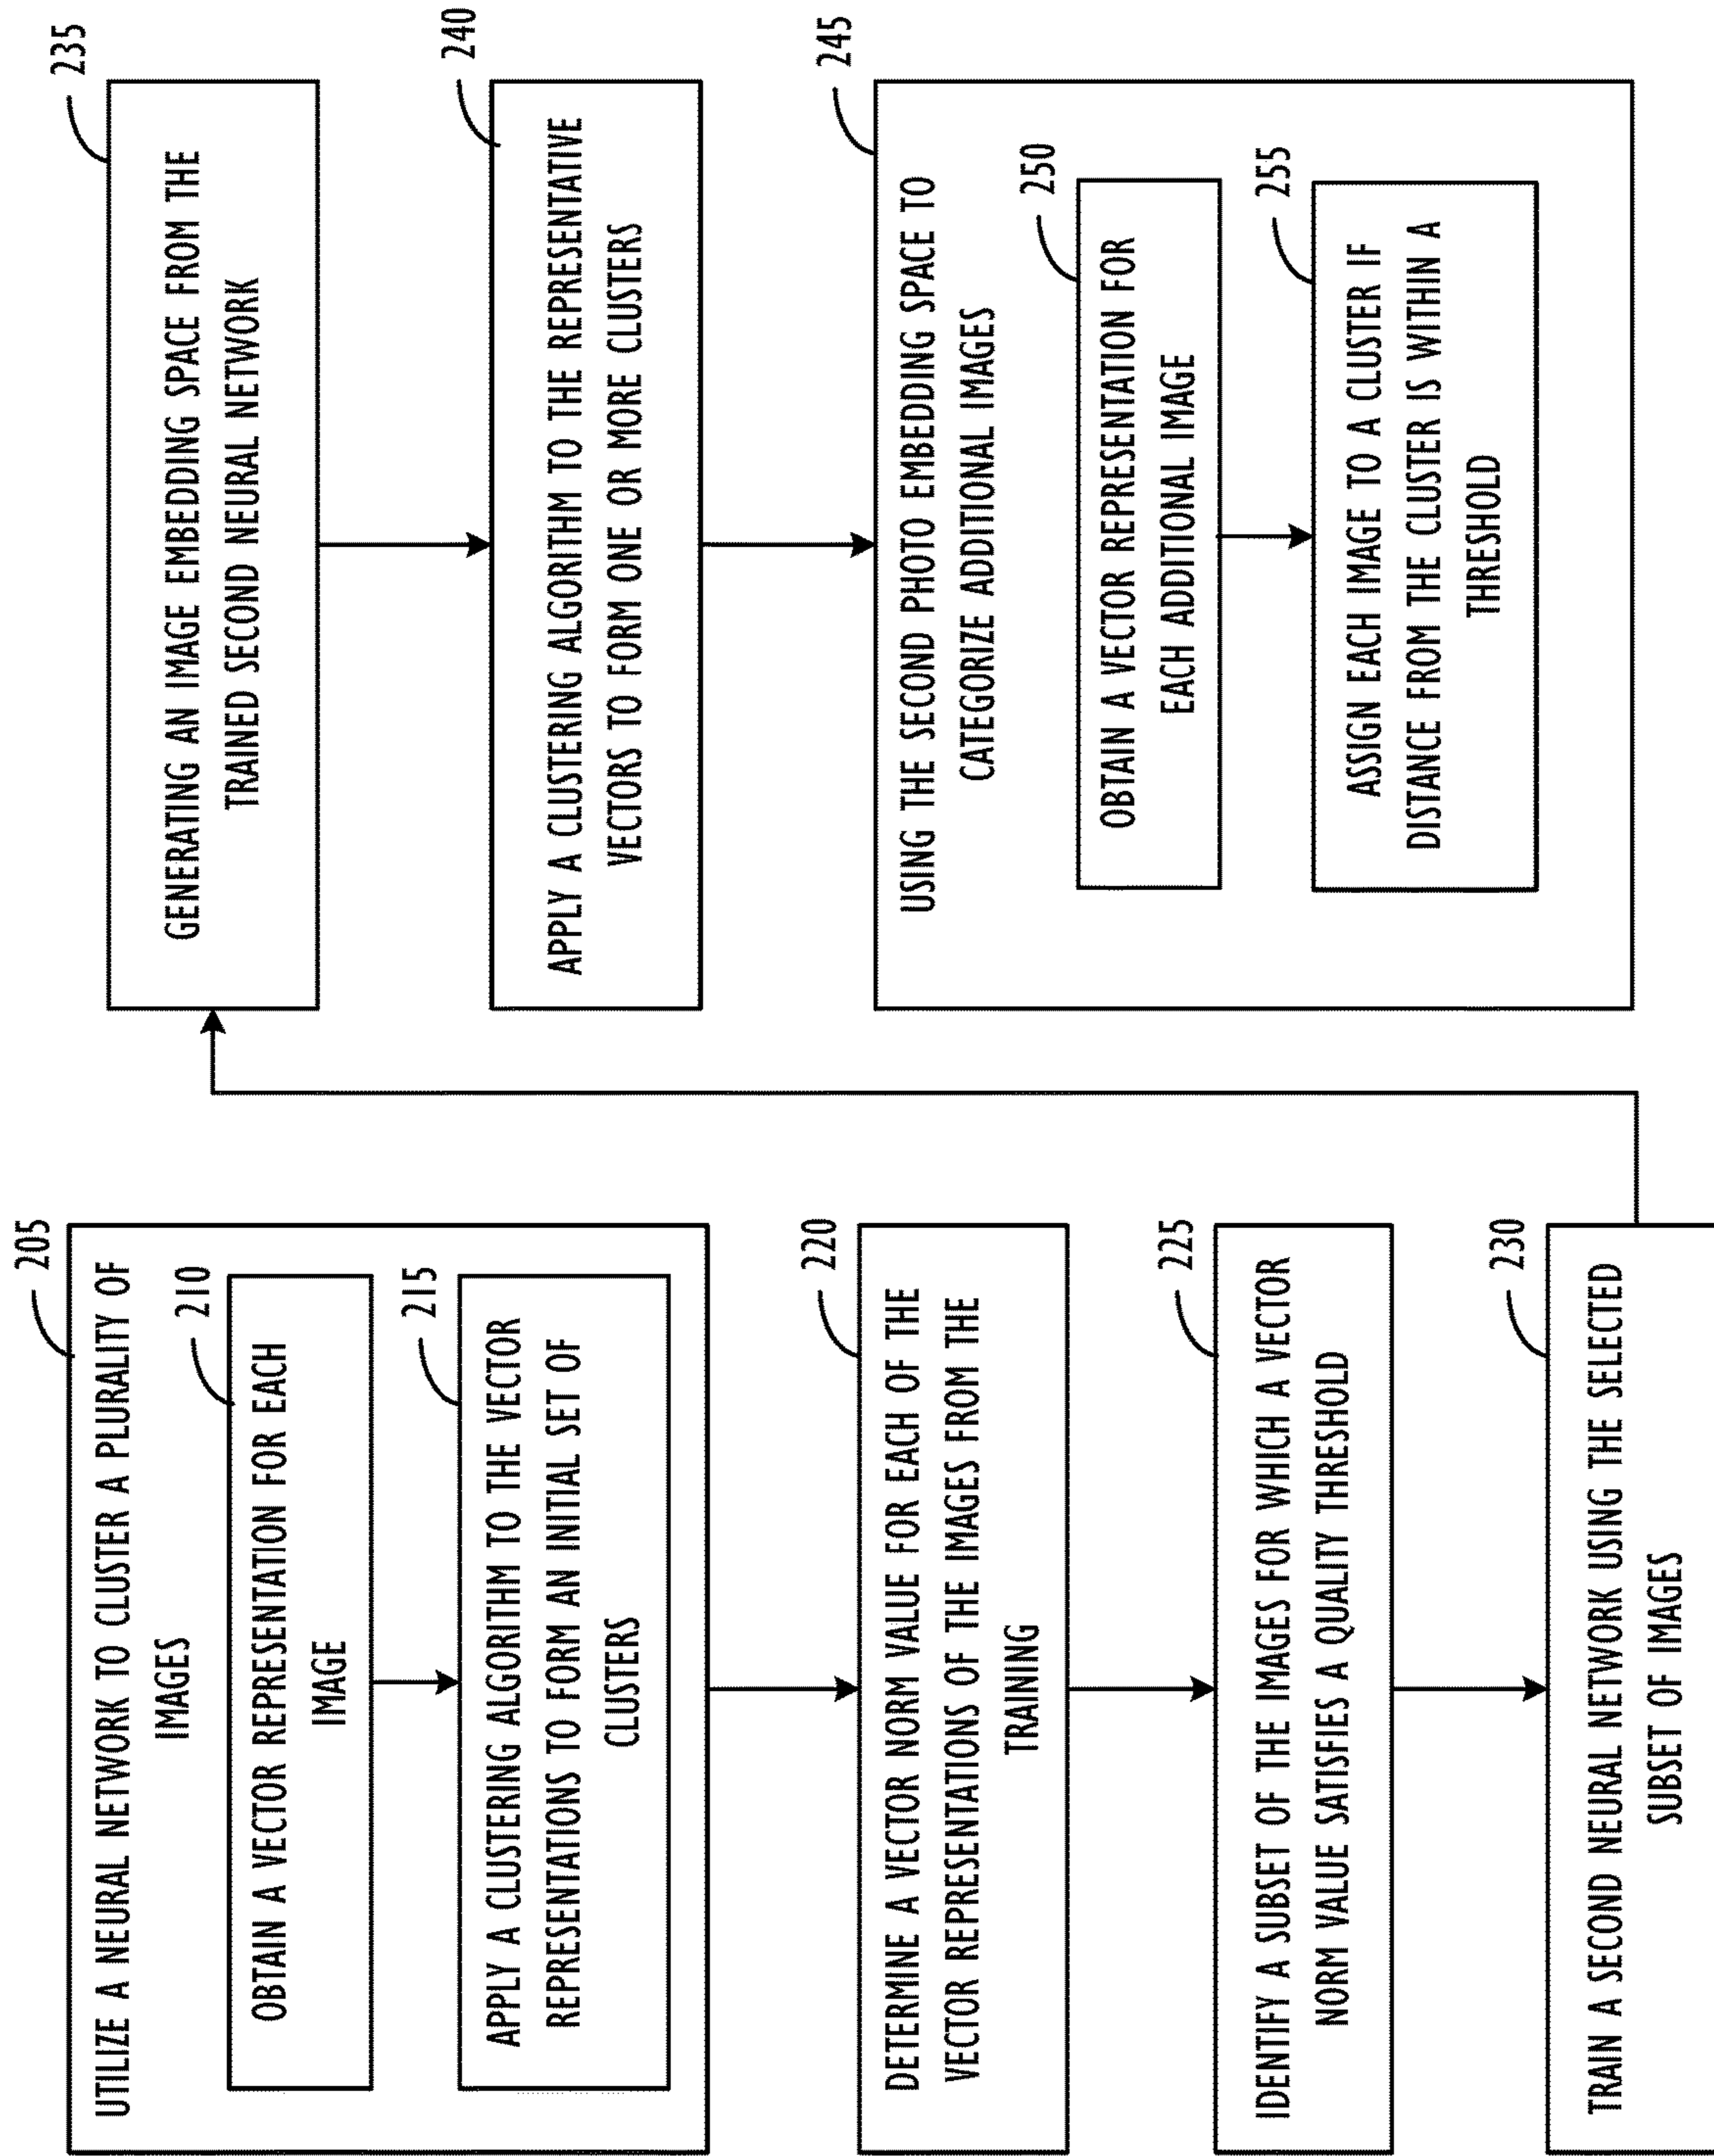 205
UTILIZE A NEURAL NETWORK TO CLUSTER A PLURALITY OF
IMAGES
210
OBTAIN A VECTOR REPRESENTATION FOR EACH
IMAGE
215
APPLY A CLUSTERING ALGORITHM TO THE VECTOR
REPRESENTATIONS TO FORM AN INITIAL SET OF
CLUSTERS
220
DETERMINE A VECTOR NORM VALUE FOR EACH OF THE
VECTOR REPRESENTATIONS OF THE IMAGES FROM THE
TRAINING
225
IDENTIFY A SUBSET OF THE IMAGES FOR WHICH A VECTOR
NORM VALUE SATISFIES A QUALITY THRESHOLD
230
TRAIN A SECOND NEURAL NETWORK USING THE SELECTED
SUBSET OF IMAGES
235
GENERATING AN IMAGE EMBEDDING SPACE FROM THE
TRAINED SECOND NEURAL NETWORK
240
APPLY A CLUSTERING ALGORITHM TO THE REPRESENTATIVE
VECTORS TO FORM ONE OR MORE CLUSTERS
245
USING THE SECOND PHOTO EMBEDDING SPACE TO
CATEGORIZE ADDITIONAL IMAGES
250
OBTAIN A VECTOR REPRESENTATION FOR
EACH ADDITIONAL IMAGE
255
ASSIGN EACH IMAGE TO A CLUSTER IF
DISTANCE FROM THE CLUSTER IS WITHIN A
THRESHOLD